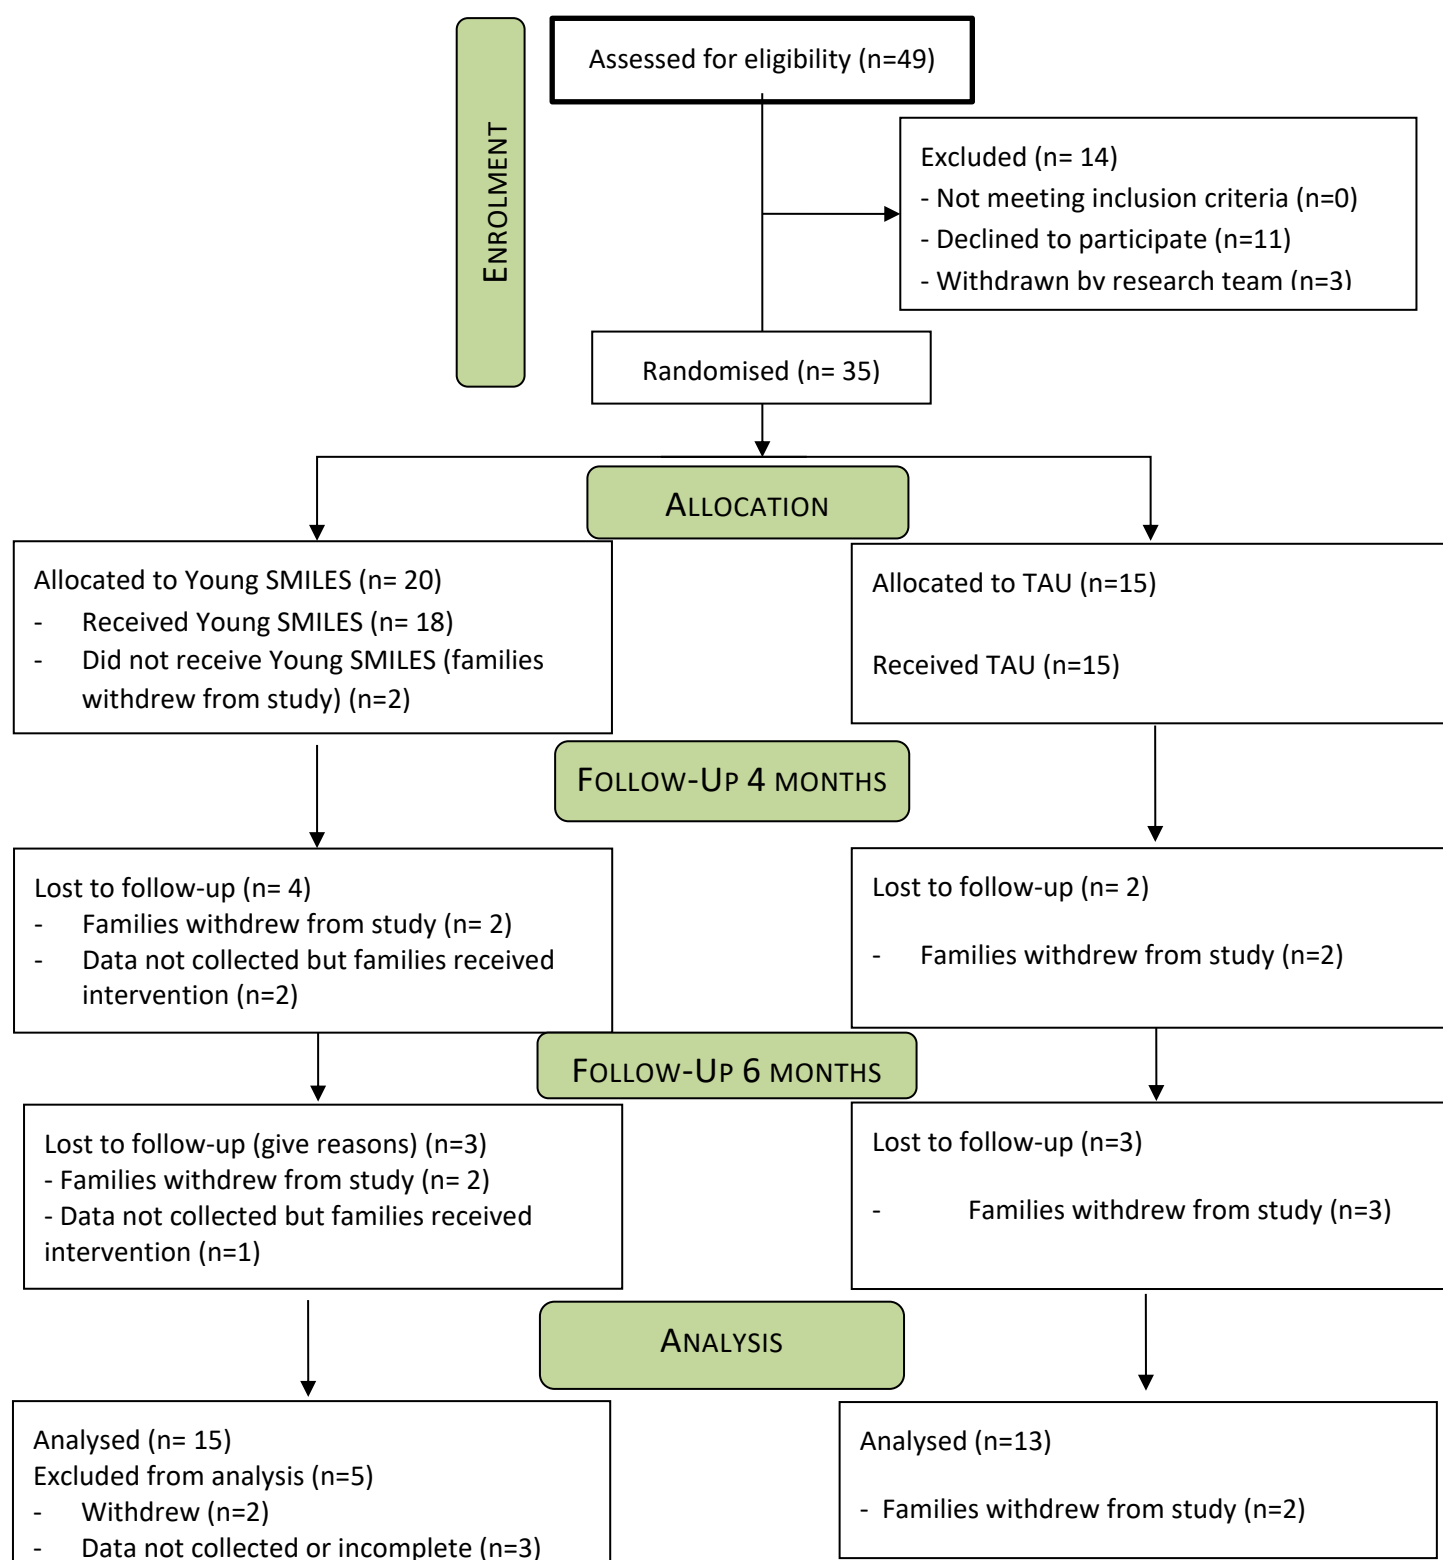 Assessed for eligibility (n=49)
ENROLMENT
Excluded (n= 14)
- Not meeting inclusion criteria (n=0)
- Declined to participate (n=11)
- Withdrawn by research team (n=3)
Randomised (n= 35)
ALLOCATION
Allocated to Young SMILES (n= 20)
- Received Young SMILES (n= 18)
- Did not receive Young SMILES (families
withdrew from study) (n=2)
Allocated to TAU (n=15)
Received TAU (n=15)
FOLLOW-UP 4 MONTHS
Lost to follow-up (n= 4)
- Families withdrew from study (n= 2)
- Data not collected but families received
intervention (n=2)
Lost to follow-up (n= 2)
- Families withdrew from study (n=2)
FOLLOW-UP 6 MONTHS
Lost to follow-up (give reasons) (n=3)
- Families withdrew from study (n= 2)
- Data not collected but families received
intervention (n=1)
Lost to follow-up (n=3)
- Families withdrew from study (n=3)
ANALYSIS
Analysed (n= 15)
Excluded from analysis (n=5)
- Withdrew (n=2)
- Data not collected or incomplete (n=3)
Analysed (n=13)
- Families withdrew from study (n=2)